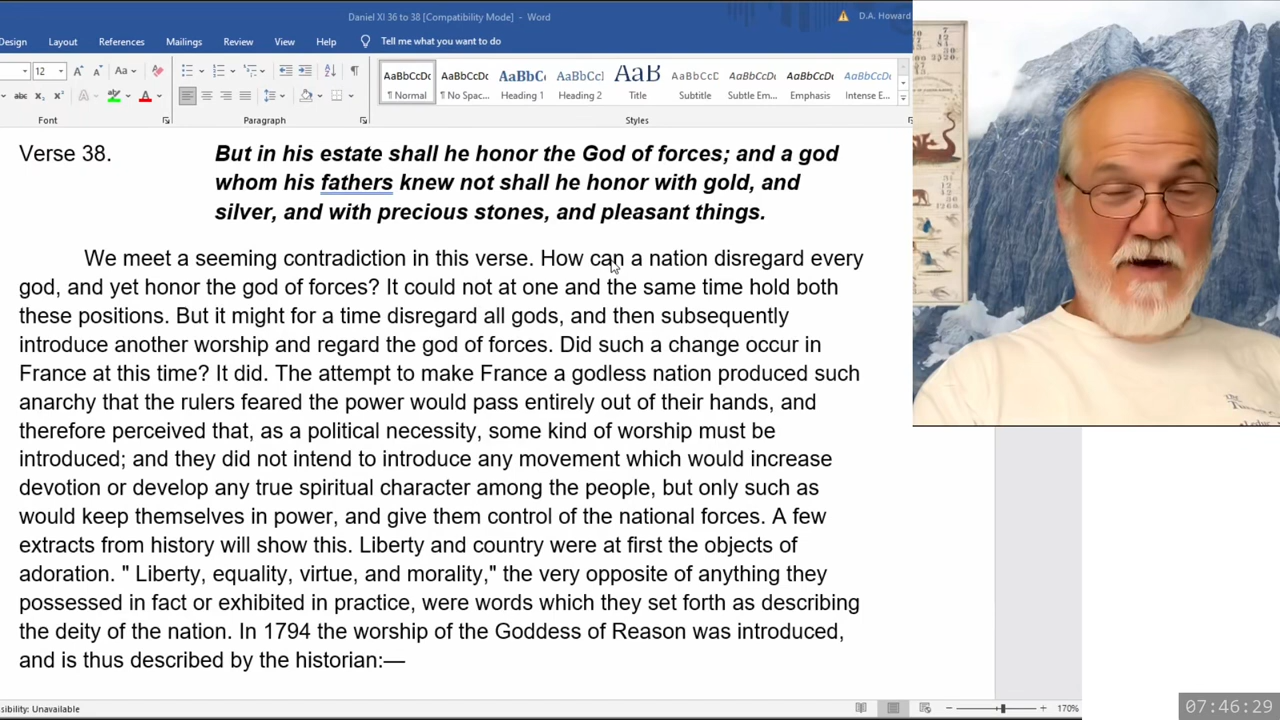 Daniel XI 36 to 38 [Compatibility Mode] - Word
D.A. Howard
Design Layout References Mailings Review View Help Tell me what you want to do
12 Aa
AaBbCcDc AaBbCcDc AaBbC AaBbCcl AaB AaBbCcD AaBbCcDc AaBbCcDc AaBbCcDc
¶ Normal ¶ No Spac... Heading 1 Heading 2 Title Subtitle Subtle Em... Emphasis Intense E...
Font Paragraph Styles
Verse 38. But in his estate shall he honor the God of forces; and a god
whom his fathers knew not shall he honor with gold, and
silver, and with precious stones, and pleasant things.
We meet a seeming contradiction in this verse. How can a nation disregard every
god, and yet honor the god of forces? It could not at one and the same time hold both
these positions. But it might for a time disregard all gods, and then subsequently
introduce another worship and regard the god of forces. Did such a change occur in
France at this time? It did. The attempt to make France a godless nation produced such
anarchy that the rulers feared the power would pass entirely out of their hands, and
therefore perceived that, as a political necessity, some kind of worship must be
introduced; and they did not intend to introduce any movement which would increase
devotion or develop any true spiritual character among the people, but only such as
would keep themselves in power, and give them control of the national forces. A few
extracts from history will show this. Liberty and country were at first the objects of
adoration. " Liberty, equality, virtue, and morality," the very opposite of anything they
possessed in fact or exhibited in practice, were words which they set forth as describing
the deity of the nation. In 1794 the worship of the Goddess of Reason was introduced,
and is thus described by the historian:—
sibility: Unavailable
170%
07:46:29